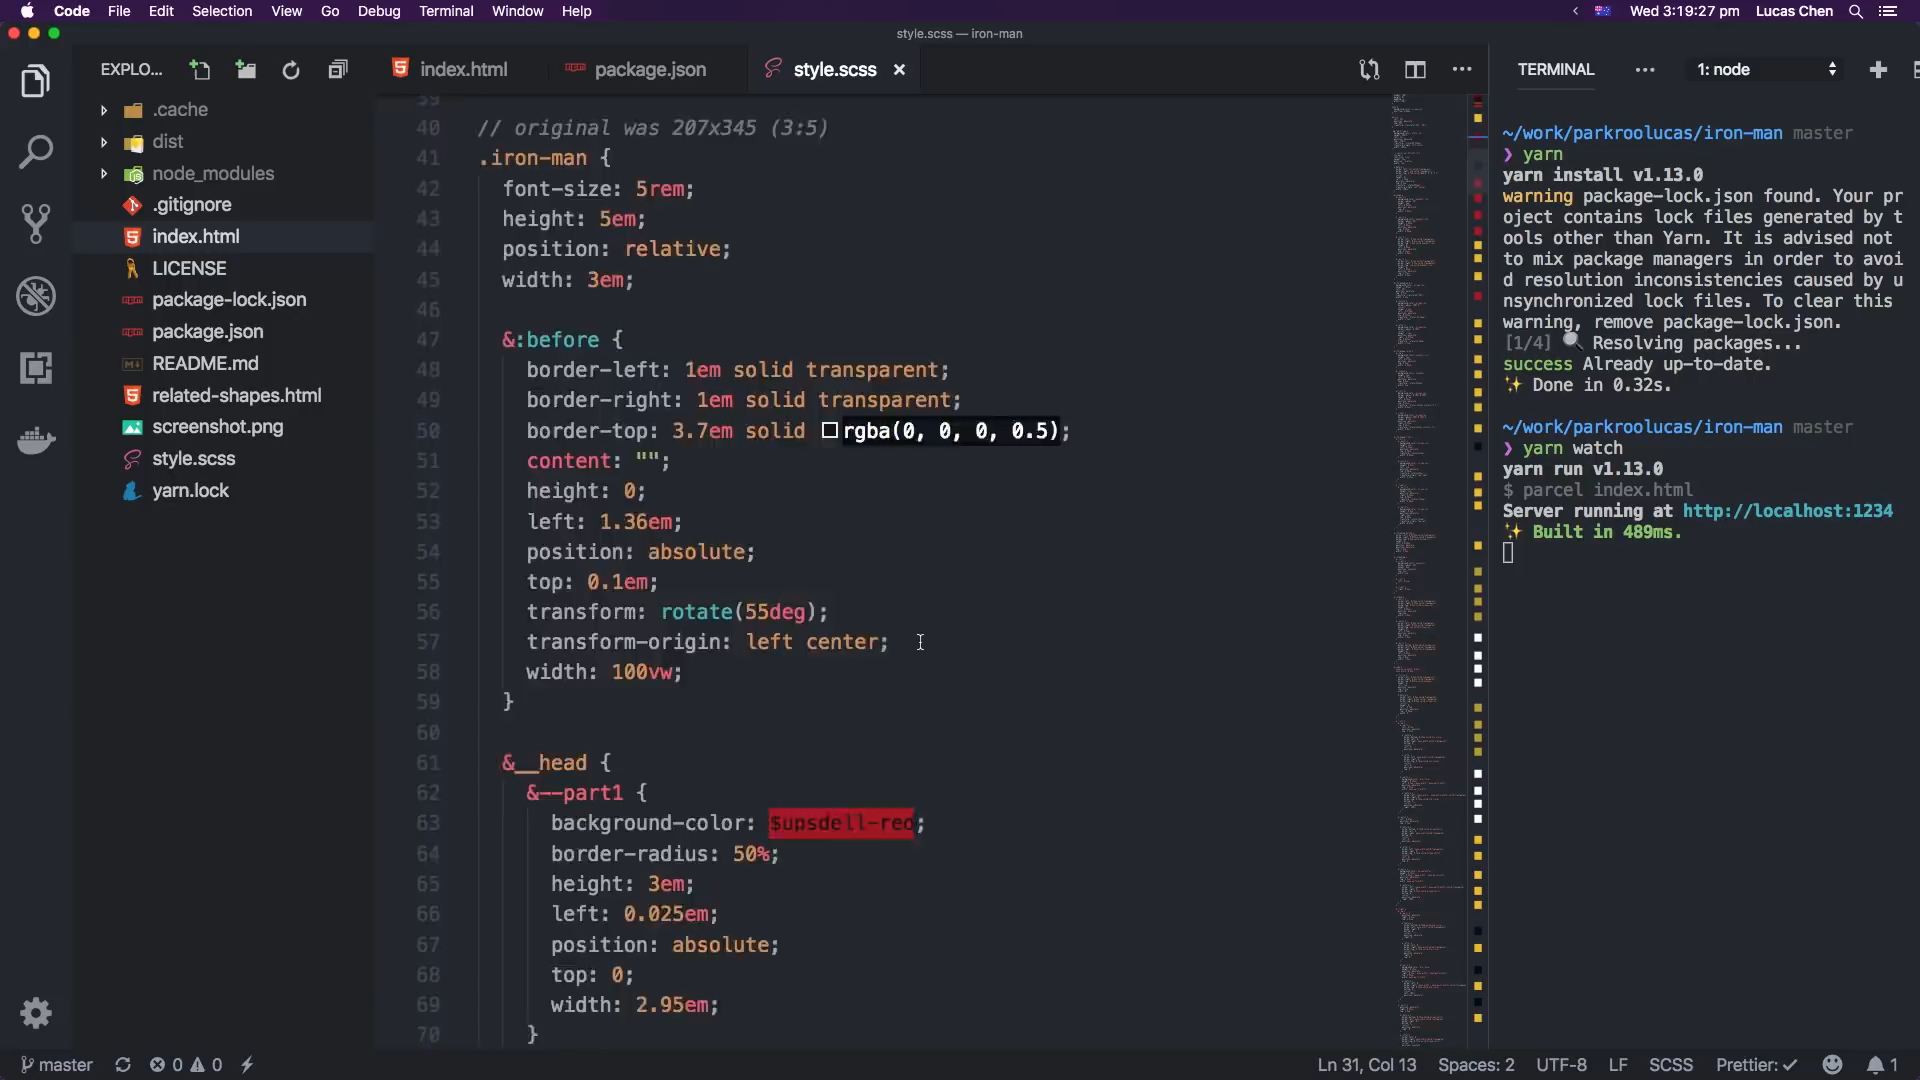 Code File Edit Selection View Go Debug Terminal Window Help
Wed 3:19:27 pm Lucas Chen
style.scss — iron-man
EXPLO...
.cache
dist
node_modules
.gitignore
index.html
LICENSE
package-lock.json
package.json
README.md
related-shapes.html
screenshot.png
style.scss
yarn.lock
index.html package.json style.scss
39
40 // original was 207x345 (3:5)
41 .iron-man {
42 font-size: 5rem;
43 height: 5em;
44 position: relative;
45 width: 3em;
46
47 &:before {
48 border-left: 1em solid transparent;
49 border-right: 1em solid transparent;
50 border-top: 3.7em solid rgba(0, 0, 0, 0.5);
51 content: "";
52 height: 0;
53 left: 1.36em;
54 position: absolute;
55 top: 0.1em;
56 transform: rotate(55deg);
57 transform-origin: left center;
58 width: 100vw;
59 }
60
61 &__head {
62 &--part1 {
63 background-color: $upsdell-red;
64 border-radius: 50%;
65 height: 3em;
66 left: 0.025em;
67 position: absolute;
68 top: 0;
69 width: 2.95em;
70 }
TERMINAL 1: node
~/work/parkroolucas/iron-man master
❯ yarn
yarn install v1.13.0
warning package-lock.json found. Your pr
oject contains lock files generated by t
ools other than Yarn. It is advised not
to mix package managers in order to avoi
d resolution inconsistencies caused by u
nsynchronized lock files. To clear this
warning, remove package-lock.json.
[1/4] 🔍 Resolving packages...
success Already up-to-date.
✨ Done in 0.32s.
~/work/parkroolucas/iron-man master
❯ yarn watch
yarn run v1.13.0
$ parcel index.html
Server running at http://localhost:1234
✨ Built in 489ms.
master 0 0 Ln 31, Col 13 Spaces: 2 UTF-8 LF SCSS Prettier: ✓ 1